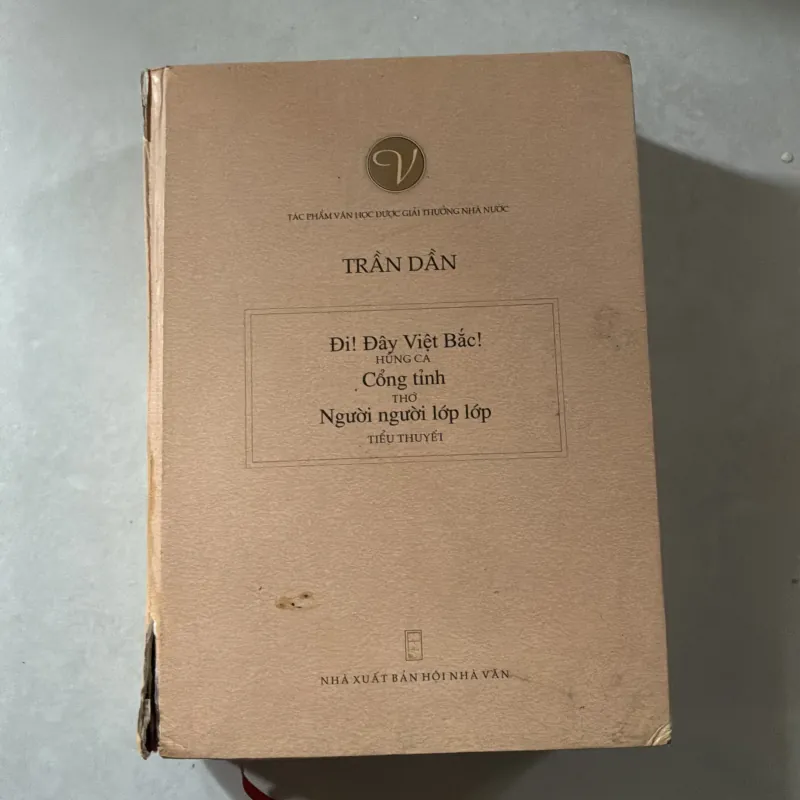 V
TÁC PHẨM VĂN HỌC ĐƯỢC GIẢI THƯỞNG NHÀ NƯỚC
TRẦN DẦN
Đi! Đây Việt Bắc!
HÙNG CA
Cổng tỉnh
THƠ
Người người lớp lớp
TIỂU THUYẾT
NHÀ XUẤT BẢN HỘI NHÀ VĂN